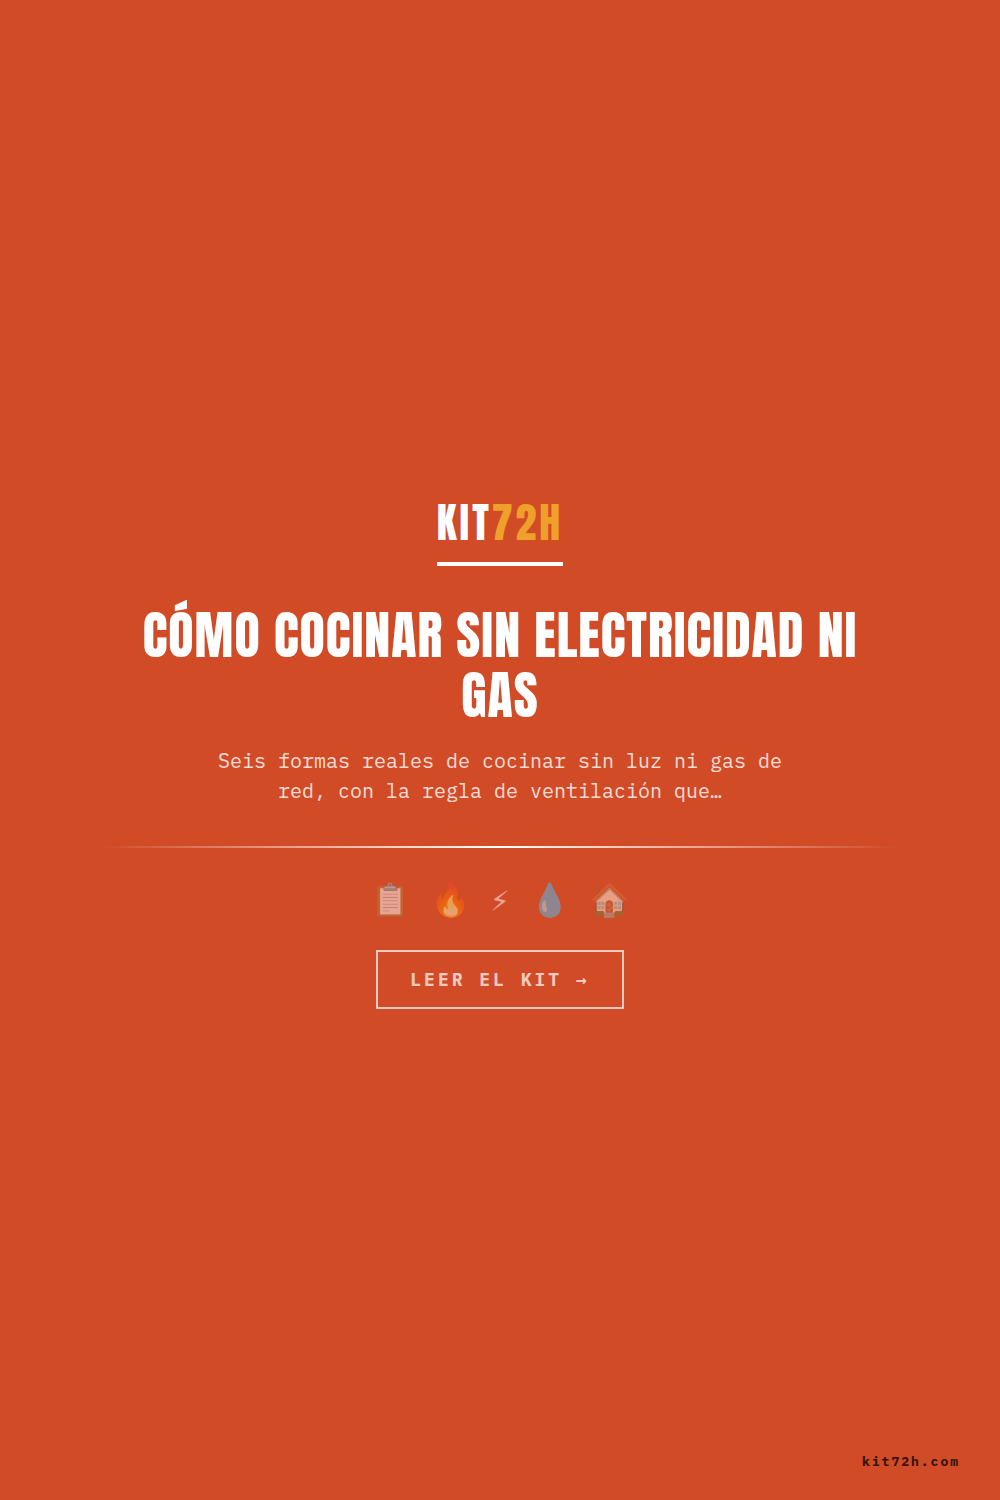 KIT72H
CÓMO COCINAR SIN ELECTRICIDAD NI
GAS
Seis formas reales de cocinar sin luz ni gas de
red, con la regla de ventilación que…
LEER EL KIT →
kit72h.com